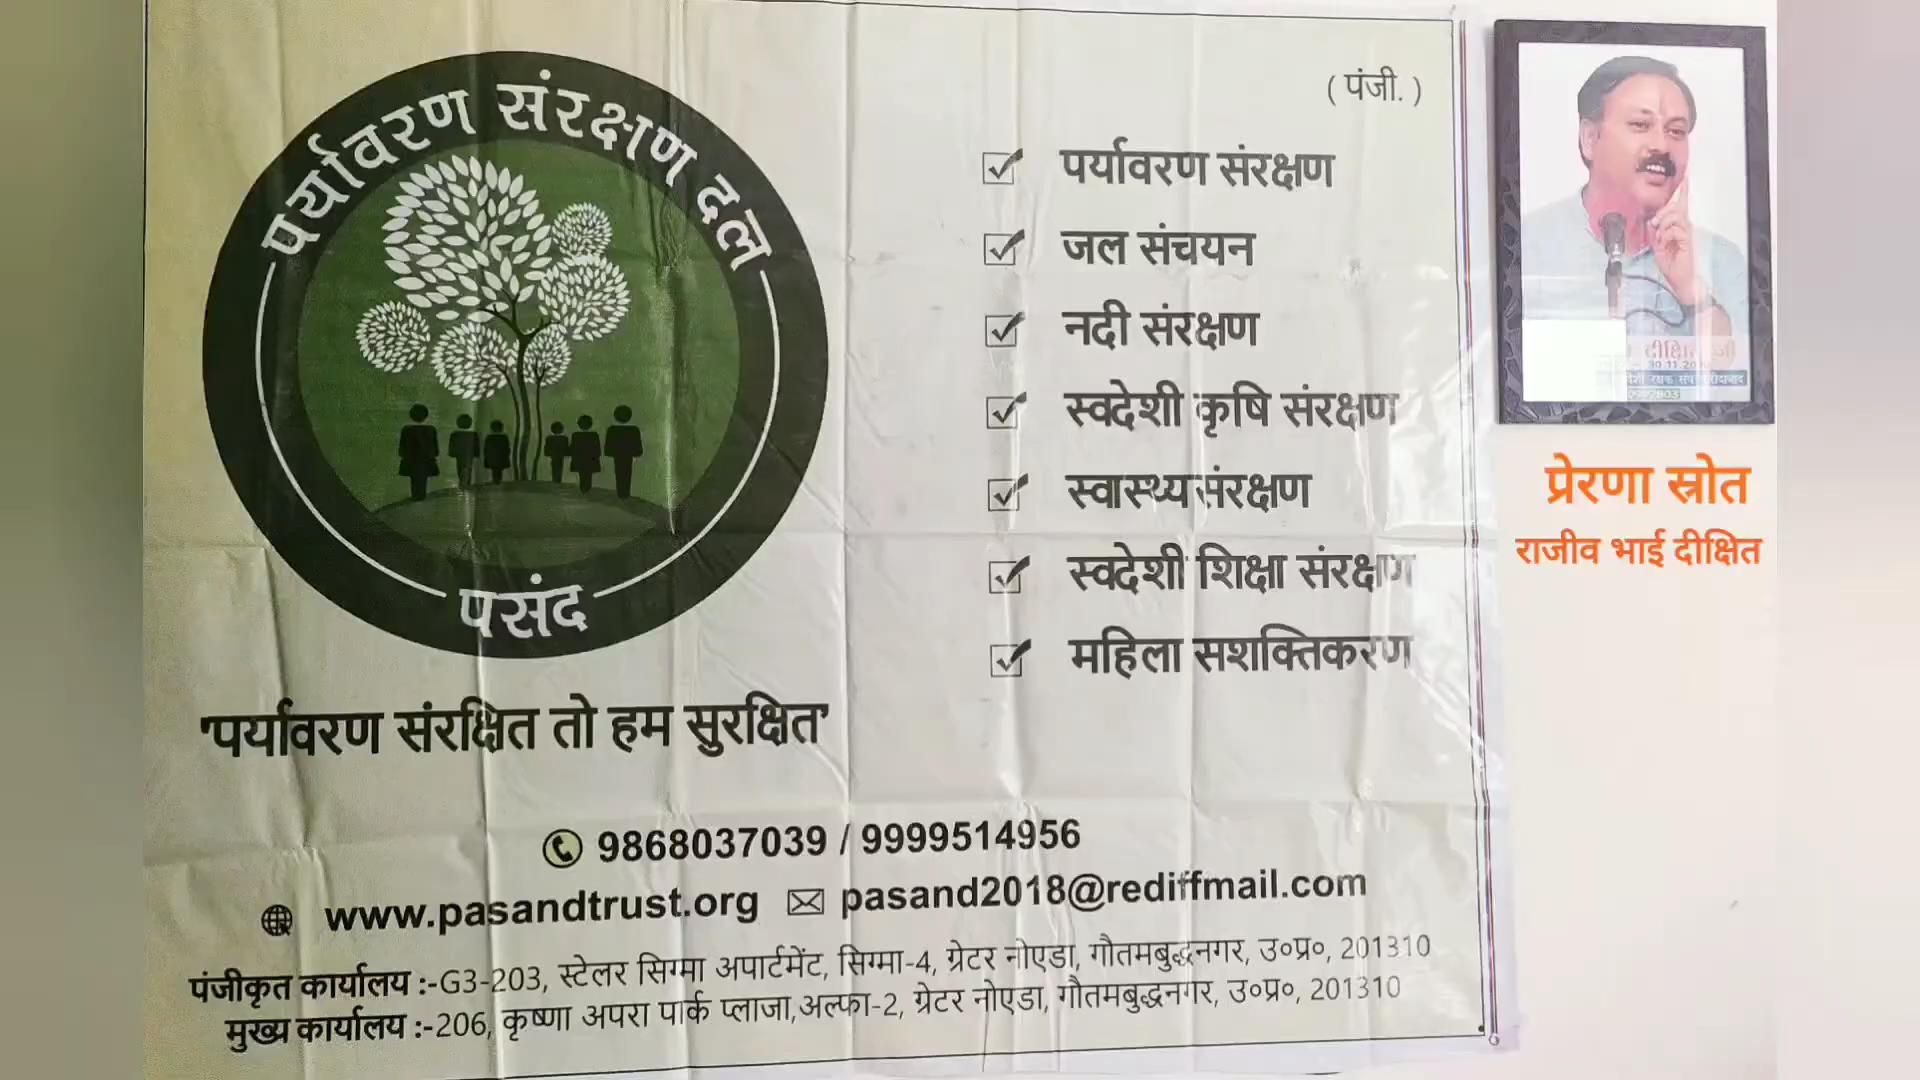 पर्यावरण संरक्षण दल
पसंद
'पर्यावरण संरक्षित तो हम सुरक्षित'
( पंजी. )
पर्यावरण संरक्षण
जल संचयन
नदी संरक्षण
स्वदेशी कृषि संरक्षण
स्वास्थ्य संरक्षण
स्वदेशी शिक्षा संरक्षण
महिला सशक्तिकरण
9868037039 / 9999514956
www.pasandtrust.org pasand2018@rediffmail.com
पंजीकृत कार्यालय :-G3-203, स्टेलर सिग्मा अपार्टमेंट, सिग्मा-4, ग्रेटर नोएडा, गौतमबुद्धनगर, उ०प्र०, 201310
मुख्य कार्यालय :-206, कृष्णा अपरा पार्क प्लाजा,अल्फा-2, ग्रेटर नोएडा, गौतमबुद्धनगर, उ०प्र०, 201310
दीक्षित जी
प्रेरणा स्रोत
राजीव भाई दीक्षित